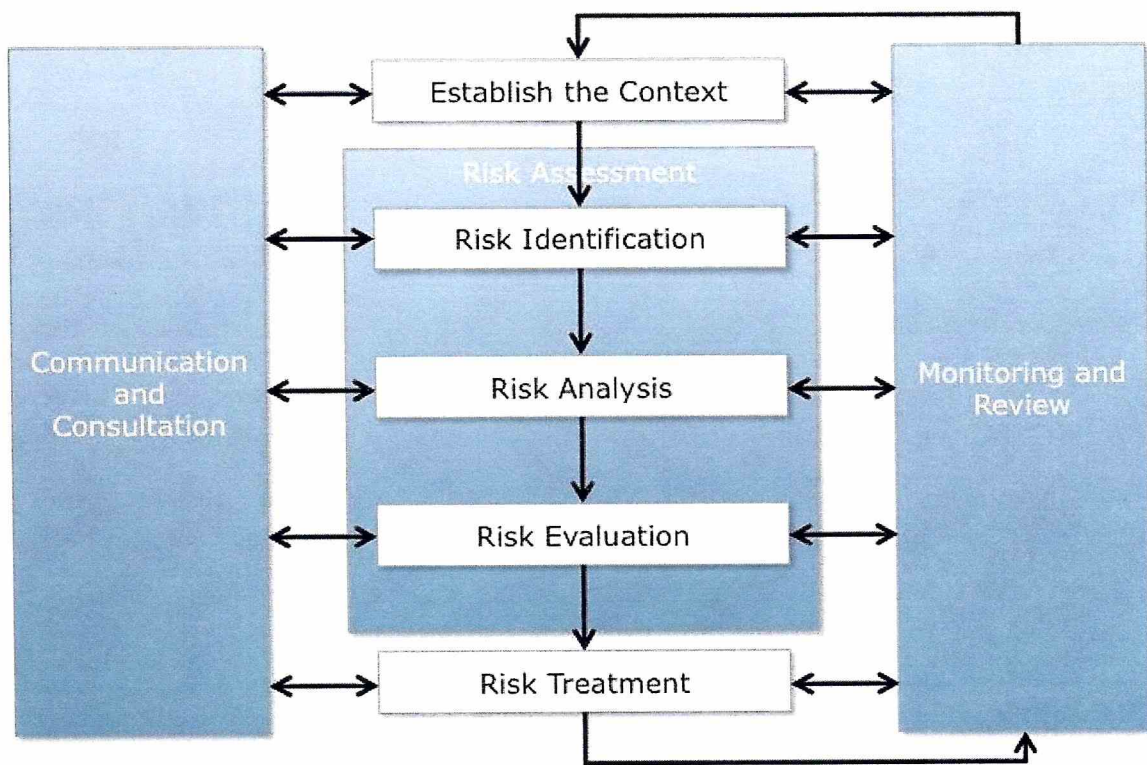 Establish the Context
Risk Assessment
Risk Identification
Communication
and
Consultation
Risk Analysis
Monitoring and
Review
Risk Evaluation
Risk Treatment